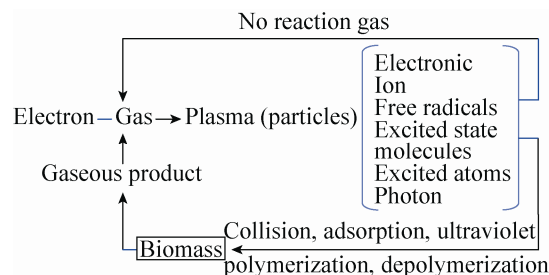 No reaction gas
Electron – Gas → Plasma (particles)
Electronic
Ion
Free radicals
Excited state
molecules
Excited atoms
Photon
Gaseous product
Biomass
Collision, adsorption, ultraviolet
polymerization, depolymerization